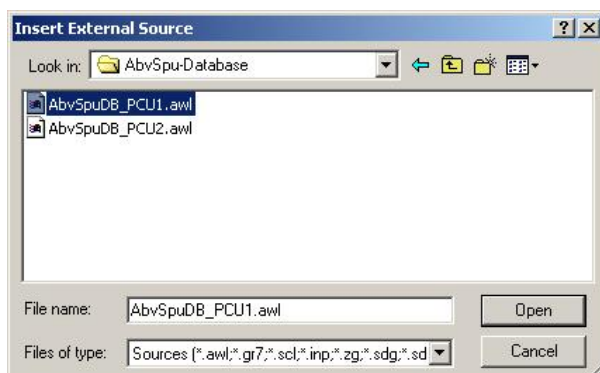 Insert External Source
Look in: AbvSpu-Database
AbvSpuDB_PCU1.awl
AbvSpuDB_PCU2.awl
File name: AbvSpuDB_PCU1.awl Open
Files of type: Sources (*.awl;*.gr7;*.scl;*.inp;*.zg;*.sdg;*.sd Cancel